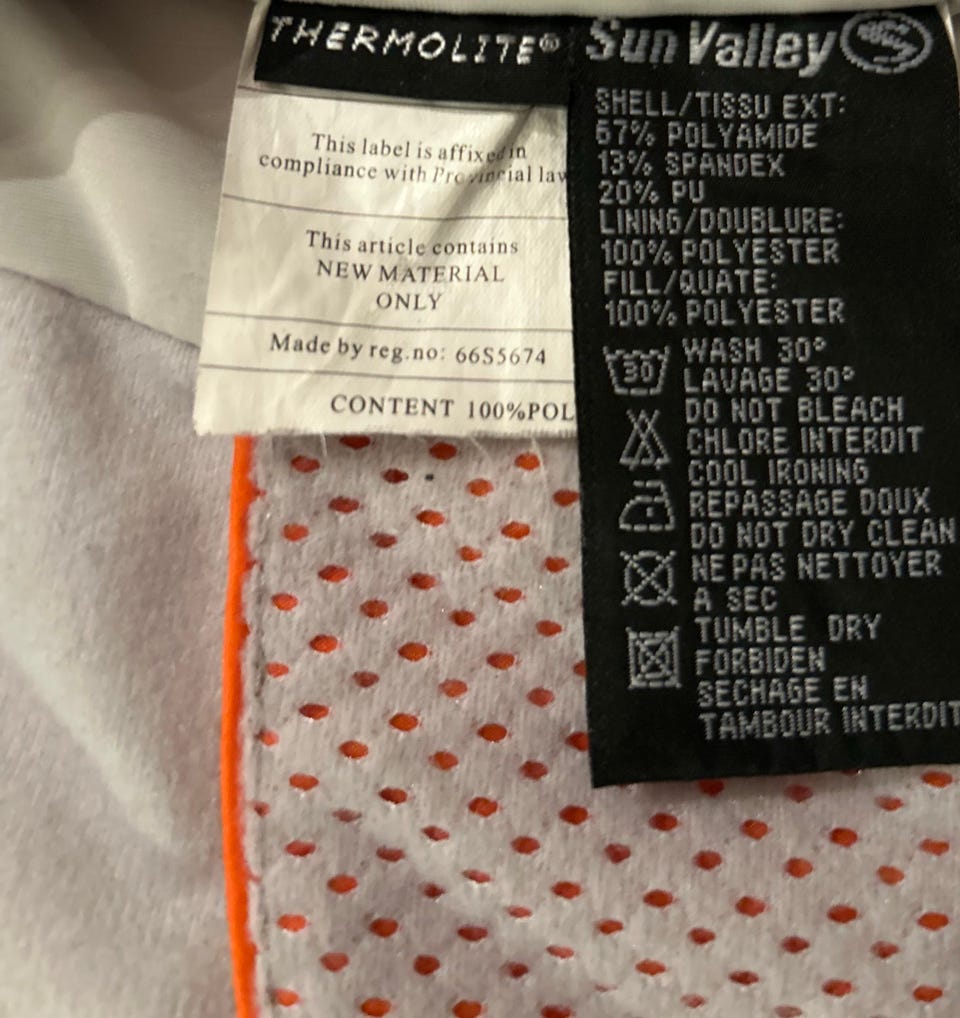 THERMOLITE®
This label is affixed in
compliance with Provincial law
This article contains
NEW MATERIAL
ONLY
Made by reg.no: 66S5674
CONTENT 100%POL
Sun Valley
SHELL/TISSU EXT:
67% POLYAMIDE
13% SPANDEX
20% PU
LINING/DOUBLURE:
100% POLYESTER
FILL/QUATE:
100% POLYESTER
30
WASH 30°
LAVAGE 30°
DO NOT BLEACH
CHLORE INTERDIT
COOL IRONING
REPASSAGE DOUX
DO NOT DRY CLEAN
NE PAS NETTOYER
A SEC
TUMBLE DRY
FORBIDEN
SECHAGE EN
TAMBOUR INTERDIT